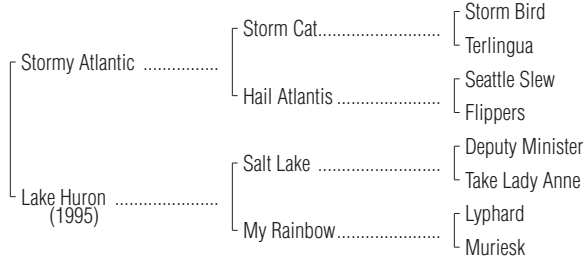 Storm Bird
Storm Cat......................................
Terlingua
Stormy Atlantic .......................
Seattle Slew
Hail Atlantis ................................
Flippers
Deputy Minister
Salt Lake ......................................
Take Lady Anne
Lake Huron ................................
(1995)
Lyphard
My Rainbow................................
Muriesk